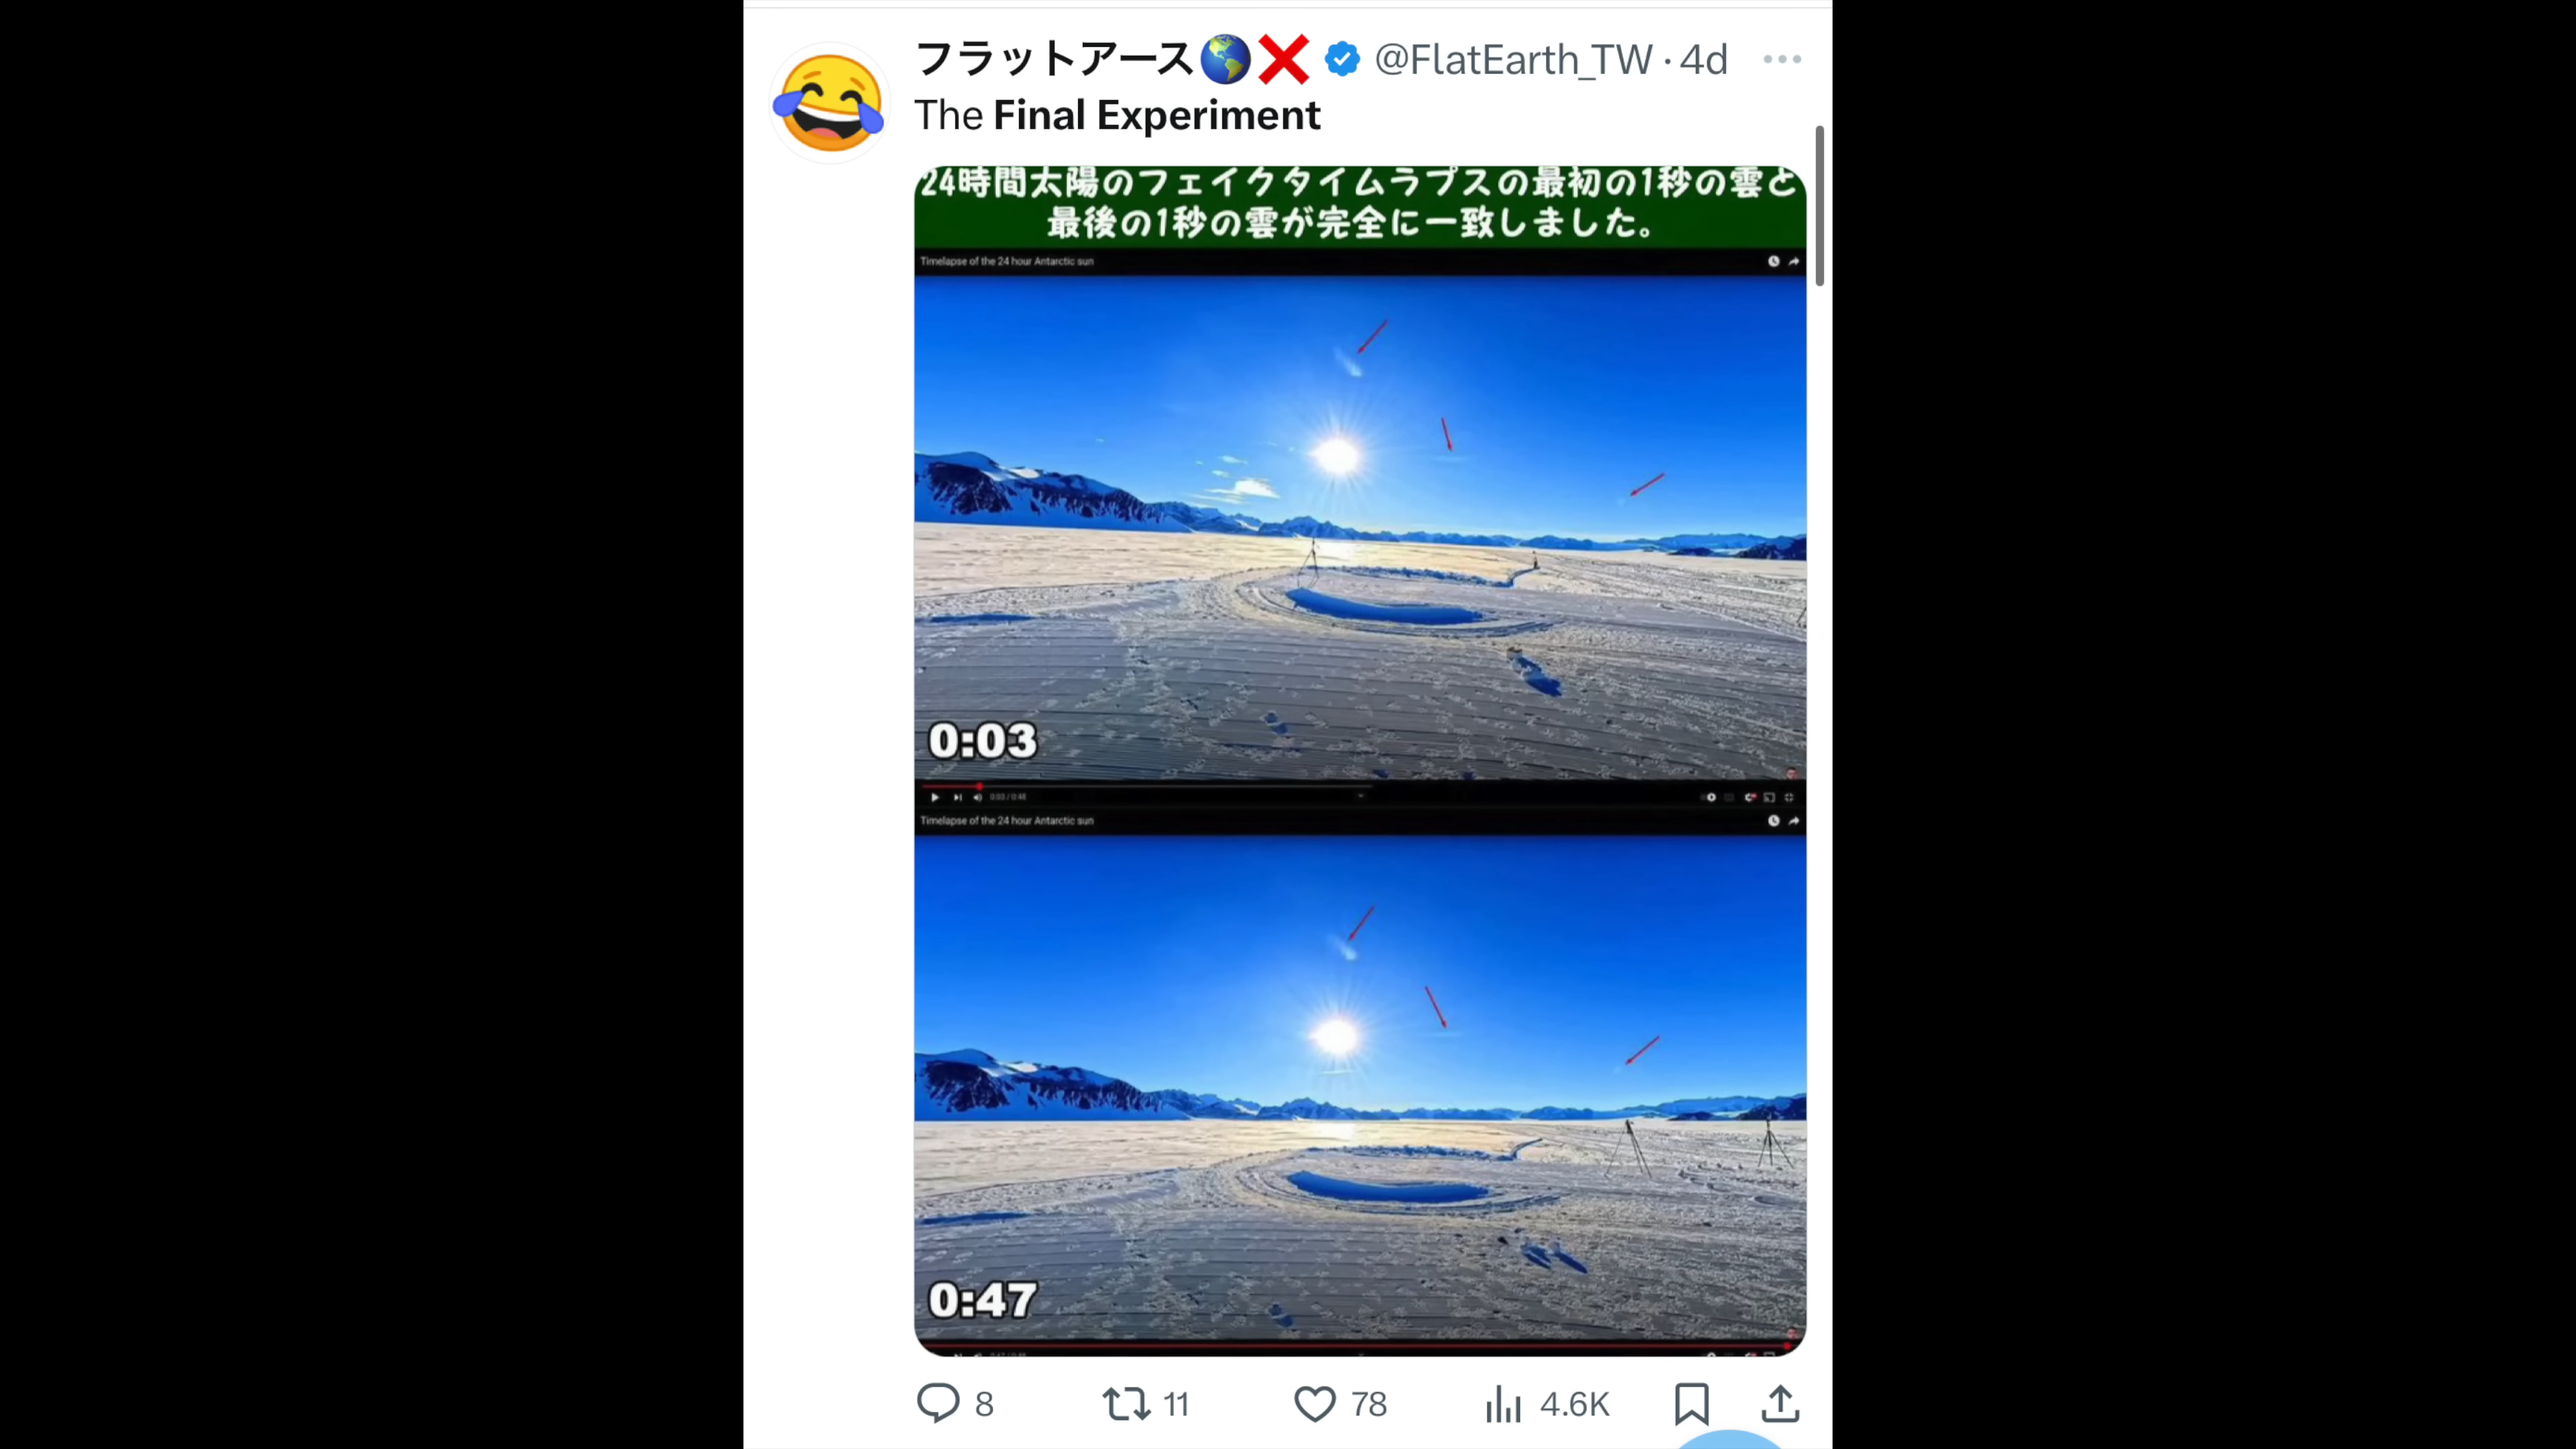 フラットアース @FlatEarth_TW · 4d
The Final Experiment
24時間太陽のフェイクタイムラプスの最初の1秒の雲と
最後の1秒の雲が完全に一致しました。
Timelapse of the 24 hour Antarctic sun
0:03
0:03 / 0:48
Timelapse of the 24 hour Antarctic sun
0:47
8 11 78 4.6K